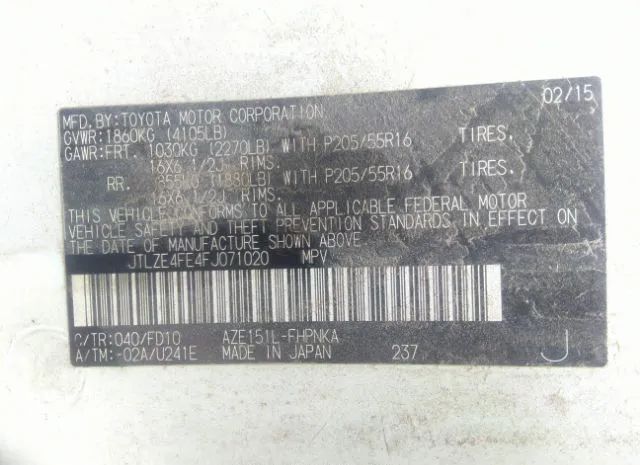 02/15
MFD. BY:TOYOTA MOTOR CORPORATION
GVWR:1860KG (4105LB)
GAWR:FRT. 1030KG (2270LB) WITH P205/55R16 TIRES.
16X6 1/2J RIMS.
RR. 855KG (1880LB) WITH P205/55R16 TIRES.
16X6 1/2J RIMS.
THIS VEHICLE CONFORMS TO ALL APPLICABLE FEDERAL MOTOR
VEHICLE SAFETY AND THEFT PREVENTION STANDARDS IN EFFECT ON
THE DATE OF MANUFACTURE SHOWN ABOVE.
JTLZE4FE4FJ071020 MPV
C/TR:040/FD10 AZE151L-FHPNKA
A/TM:-02A/U241E MADE IN JAPAN 237 J